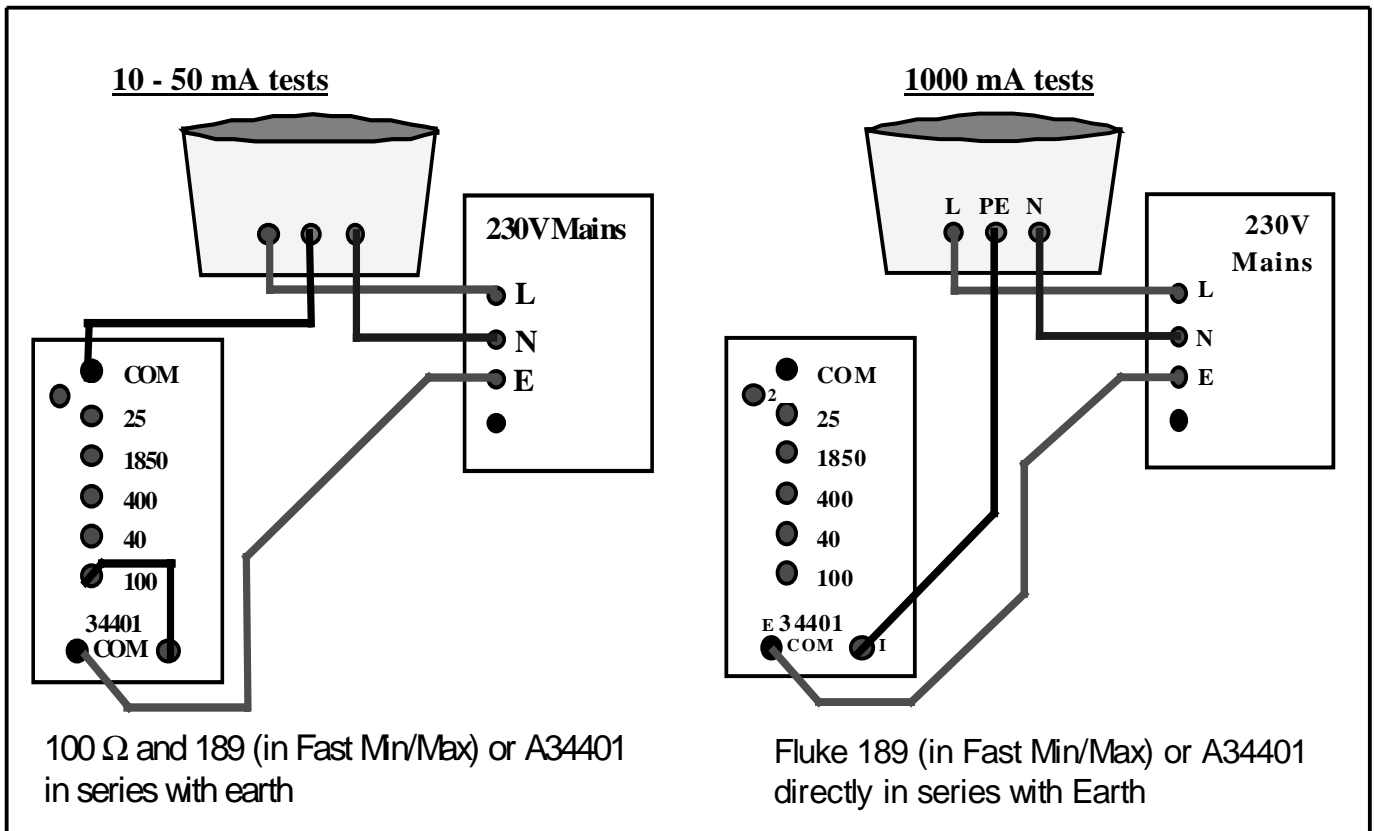 10 - 50 mA tests
230V Mains
L
N
E
COM
25
1850
400
40
100
34401
COM
100 Ω and 189 (in Fast Min/Max) or A34401
in series with earth
1000 mA tests
L PE N
230V
Mains
L
N
E
COM
2
25
1850
400
40
100
E 34401
COM I
Fluke 189 (in Fast Min/Max) or A34401
directly in series with Earth